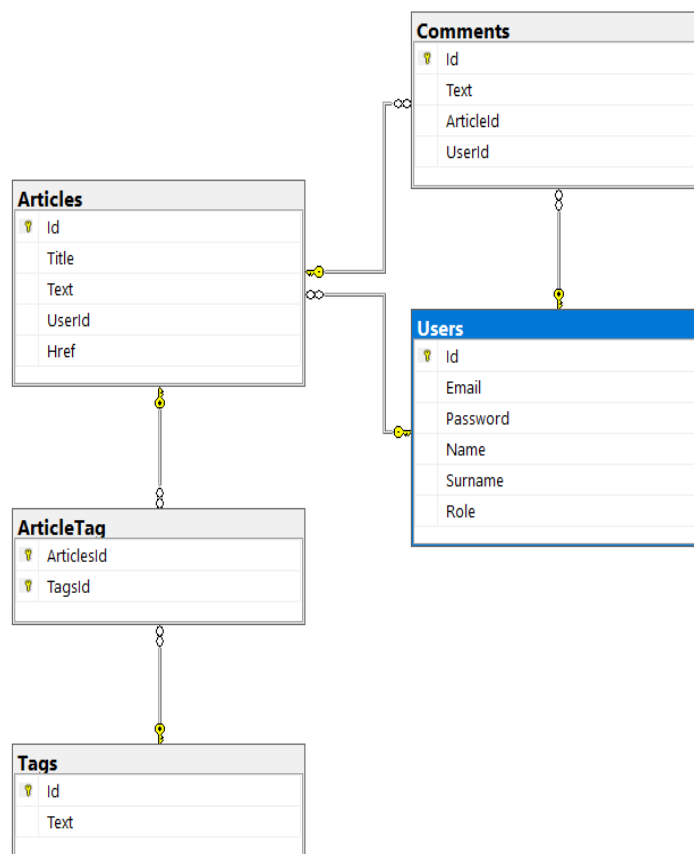 Comments
Id
Text
ArticleId
UserId
Articles
Id
Title
Text
UserId
Href
Users
Id
Email
Password
Name
Surname
Role
ArticleTag
ArticlesId
TagsId
Tags
Id
Text